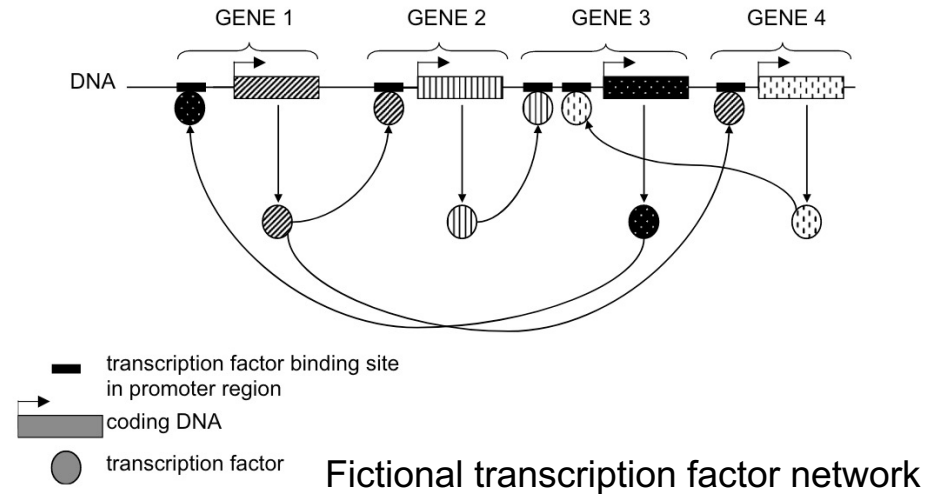 GENE 1 GENE 2 GENE 3 GENE 4
DNA
transcription factor binding site
in promoter region
coding DNA
transcription factor
Fictional transcription factor network